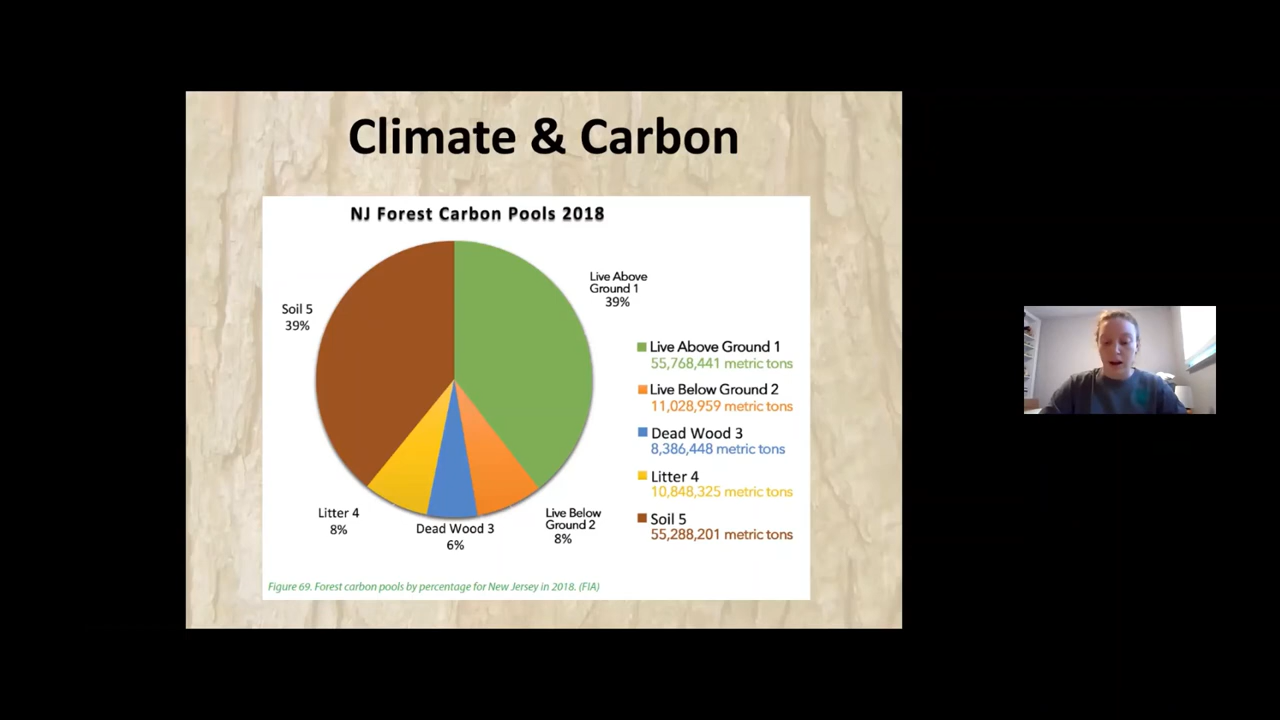 Climate & Carbon
NJ Forest Carbon Pools 2018
Live Above
Ground 1
39%
Soil 5
39%
Live Above Ground 1
55,768,441 metric tons
Live Below Ground 2
11,028,959 metric tons
Dead Wood 3
8,386,448 metric tons
Litter 4
10,848,325 metric tons
Soil 5
55,288,201 metric tons
Litter 4
8%
Dead Wood 3
6%
Live Below
Ground 2
8%
Figure 69. Forest carbon pools by percentage for New Jersey in 2018. (FIA)